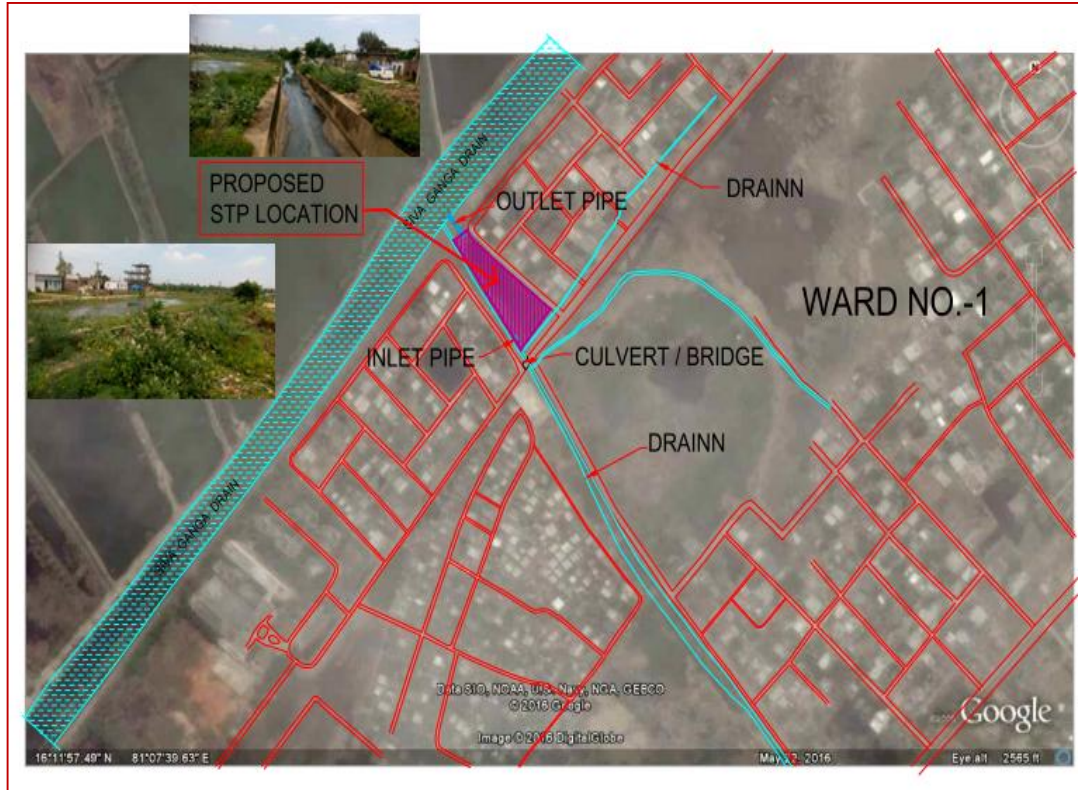 N
PROPOSED
STP LOCATION
OUTLET PIPE
DRAINN
WARD NO.-1
INLET PIPE
CULVERT / BRIDGE
DRAINN
GANGA DRAIN
GANGA DRAIN
Data SIO, NOAA, U.S. Navy, NGA, GEBCO
© 2016 Google
Image © 2016 DigitalGlobe
Google
16°11'57.49" N 81°07'39.63" E
May 23, 2016
Eye alt 2565 ft